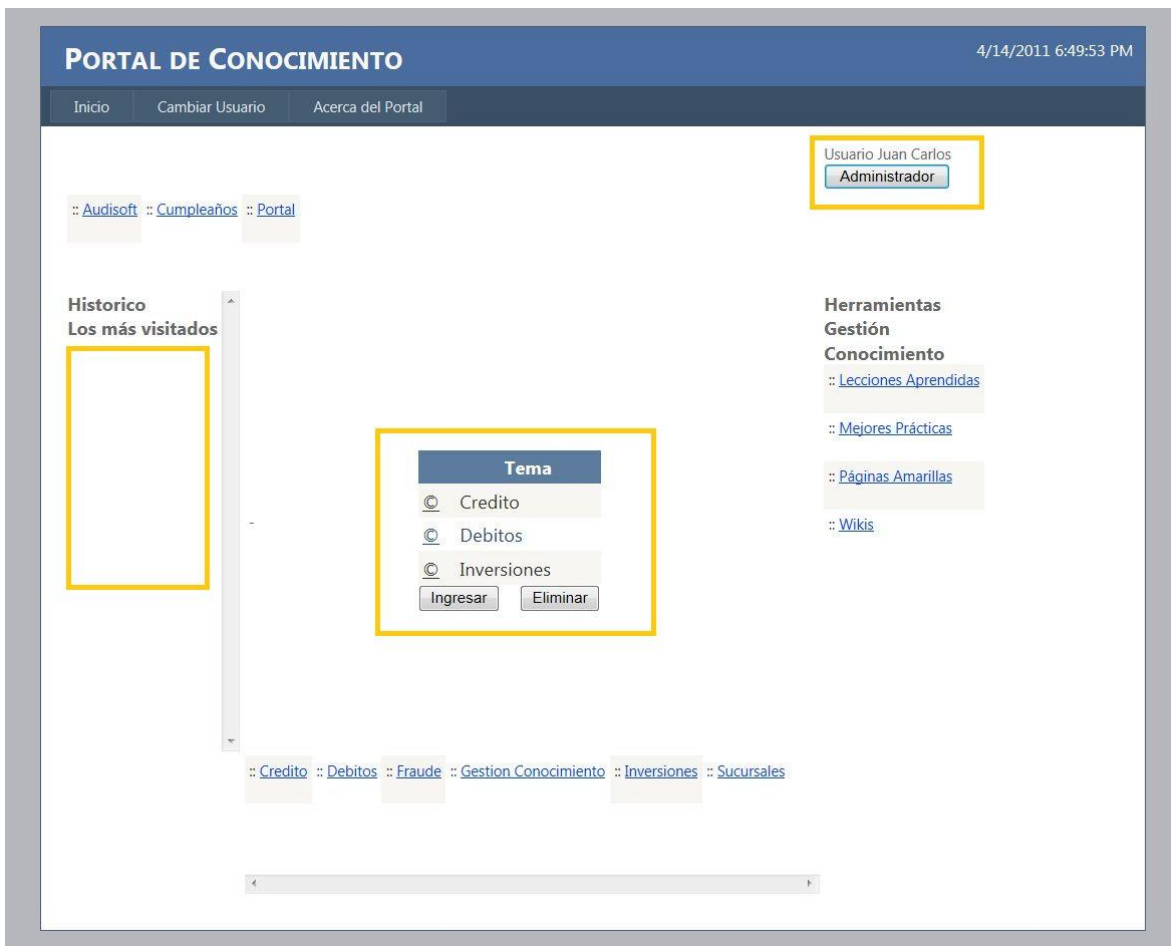 PORTAL DE CONOCIMIENTO
4/14/2011 6:49:53 PM
Inicio Cambiar Usuario Acerca del Portal
Usuario Juan Carlos
Administrador
:: Audisoft :: Cumpleaños :: Portal
Historico
Los más visitados
-
Tema
© Credito
© Debitos
© Inversiones
Ingresar Eliminar
Herramientas
Gestión
Conocimiento
:: Lecciones Aprendidas
:: Mejores Prácticas
:: Páginas Amarillas
:: Wikis
:: Credito :: Debitos :: Fraude :: Gestion Conocimiento :: Inversiones :: Sucursales